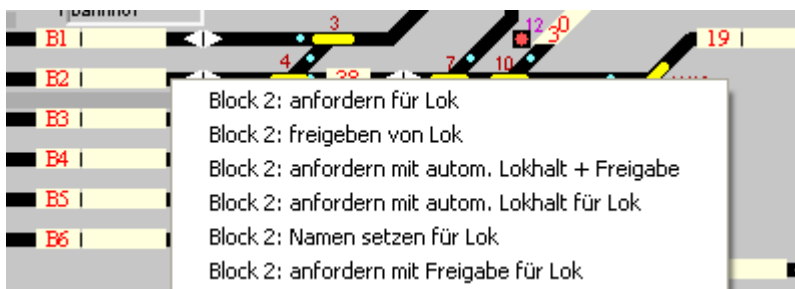 1 Bahnhof
3
12
30
B1
19
4
7
10
B2
38
Block 2: anfordern für Lok
B3
Block 2: freigeben von Lok
B4
Block 2: anfordern mit autom. Lokhalt + Freigabe
B5
Block 2: anfordern mit autom. Lokhalt für Lok
B6
Block 2: Namen setzen für Lok
Block 2: anfordern mit Freigabe für Lok